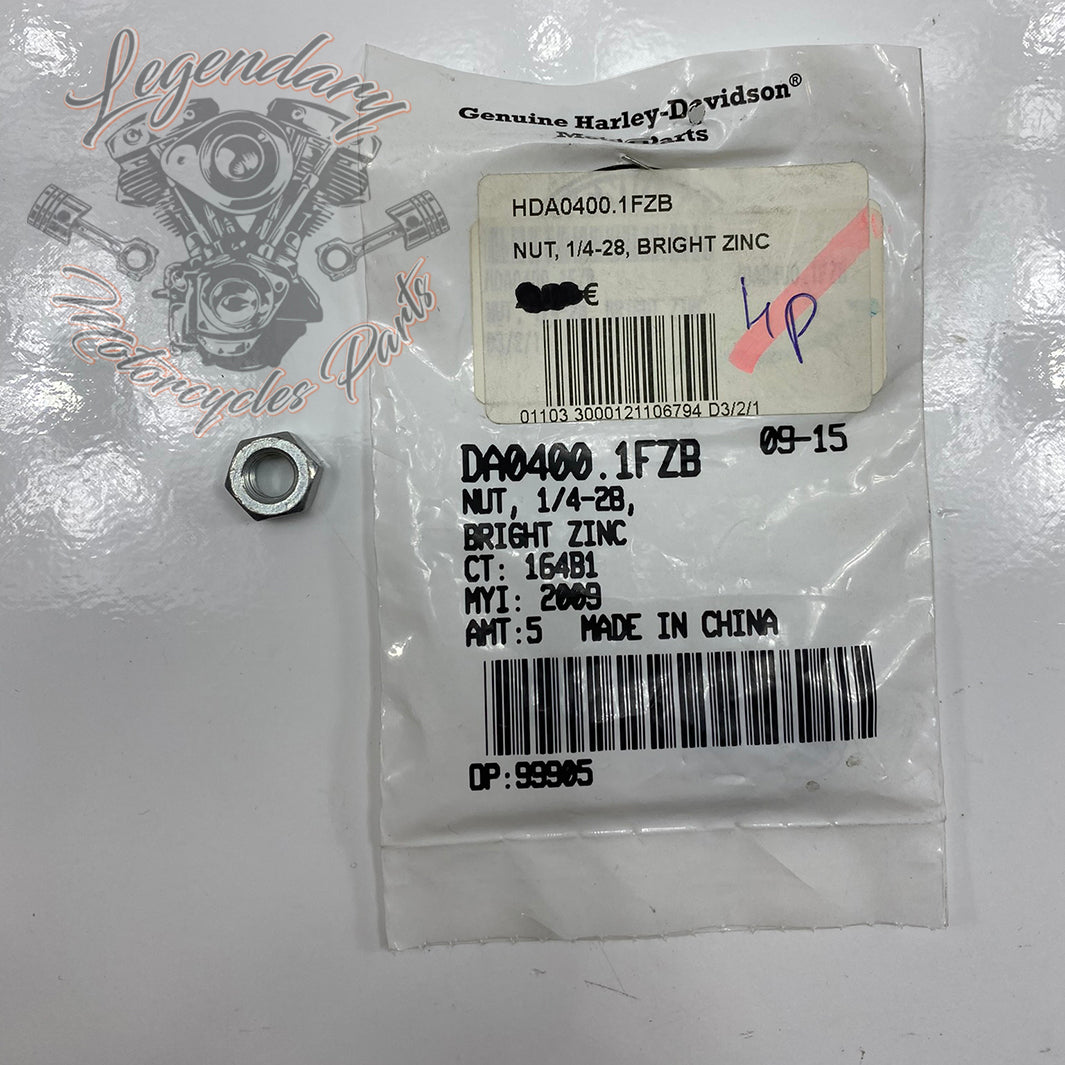 Legendary
Motorcycles Parts
Genuine Harley-Davidson®
Parts
HDA0400.1FZB
NUT, 1/4-28, BRIGHT ZINC
€
4P
01103 3000121106794 D3/2/1
09-15
DA0400.1FZB
NUT, 1/4-28,
BRIGHT ZINC
CT: 164B1
MYI: 2009
AMT:5 MADE IN CHINA
OP:99905